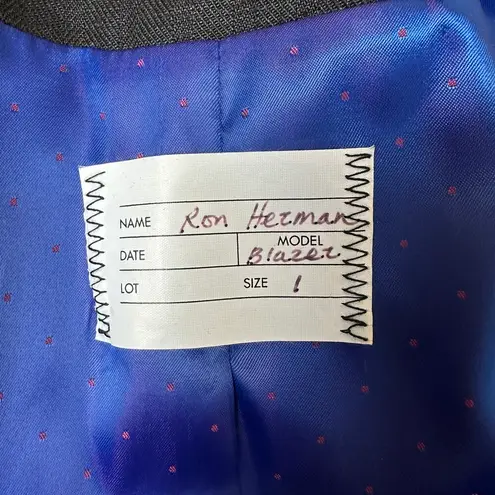 NAME Ron Herman
DATE MODEL Blazer
LOT SIZE 1